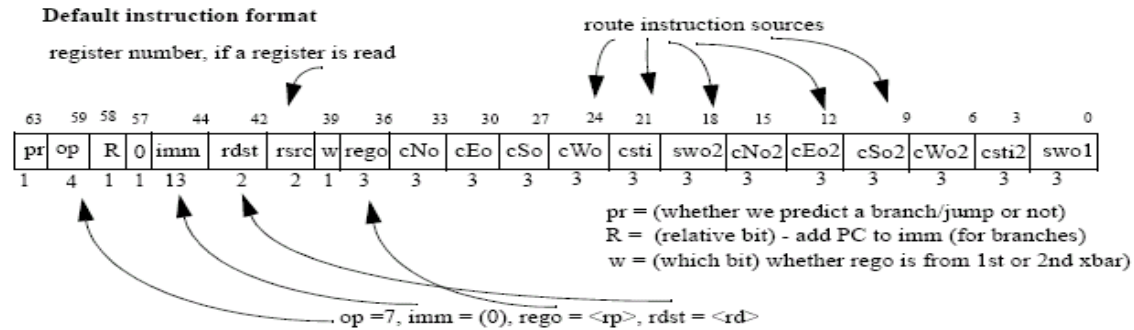 Default instruction format
route instruction sources
register number, if a register is read
63 59 58 57 44 42 39 36 33 30 27 24 21 18 15 12 9 6 3 0
pr op R 0 imm rdst rsrc w rego cNo cEo cSo cWo csti swo2 cNo2 cEo2 cSo2 cWo2 csti2 swo1
1 4 1 1 13 2 2 1 3 3 3 3 3 3 3 3 3 3 3 3 3
pr = (whether we predict a branch/jump or not)
R = (relative bit) - add PC to imm (for branches)
w = (which bit) whether rego is from 1st or 2nd xbar)
op =7, imm = (0), rego = <rp>, rdst = <rd>